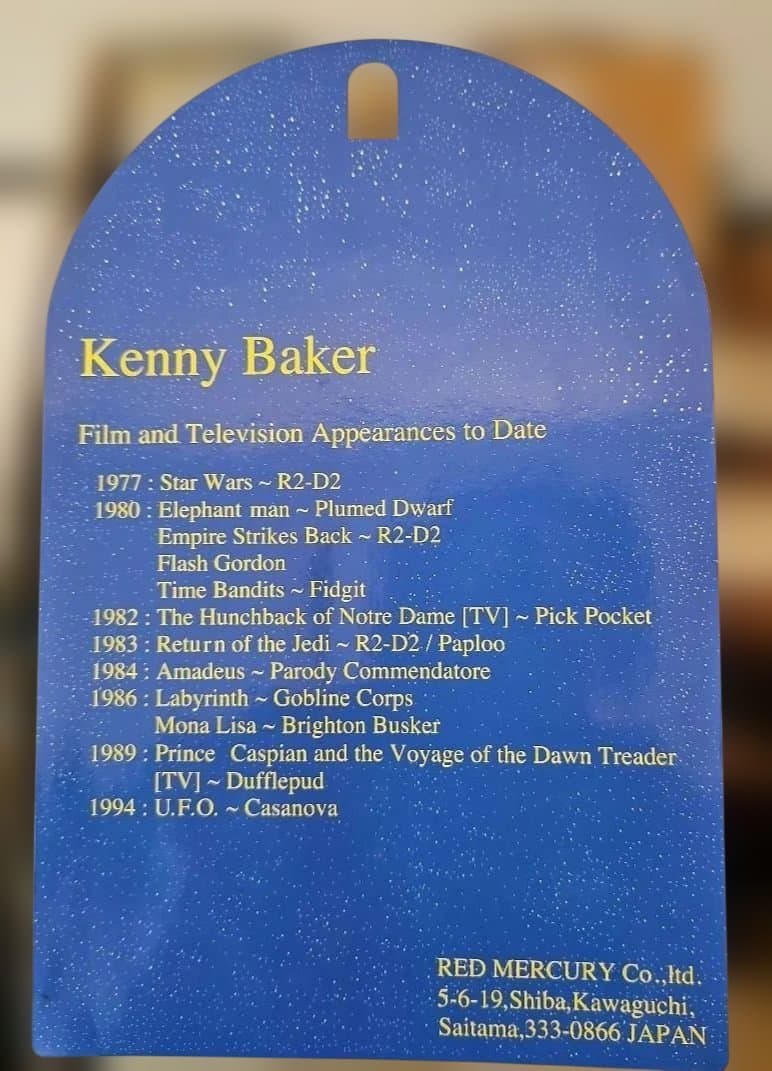 Kenny Baker
Film and Television Appearances to Date
1977 : Star Wars ~ R2-D2
1980 : Elephant man ~ Plumed Dwarf
Empire Strikes Back ~ R2-D2
Flash Gordon
Time Bandits ~ Fidgit
1982 : The Hunchback of Notre Dame [TV] ~ Pick Pocket
1983 : Return of the Jedi ~ R2-D2 / Paploo
1984 : Amadeus ~ Parody Commendatore
1986 : Labyrinth ~ Gobline Corps
Mona Lisa ~ Brighton Busker
1989 : Prince Caspian and the Voyage of the Dawn Treader
[TV] ~ Dufflepud
1994 : U.F.O. ~ Casanova
RED MERCURY Co.,ltd.
5-6-19,Shiba,Kawaguchi,
Saitama,333-0866 JAPAN